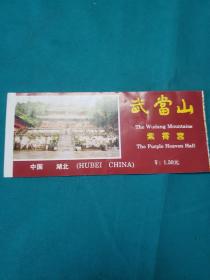 武當山
The Wudang Mountains
紫霄宮
The Purple Heaven Hall
¥: 1.50元
中国 湖北 (HUBEI CHINA)